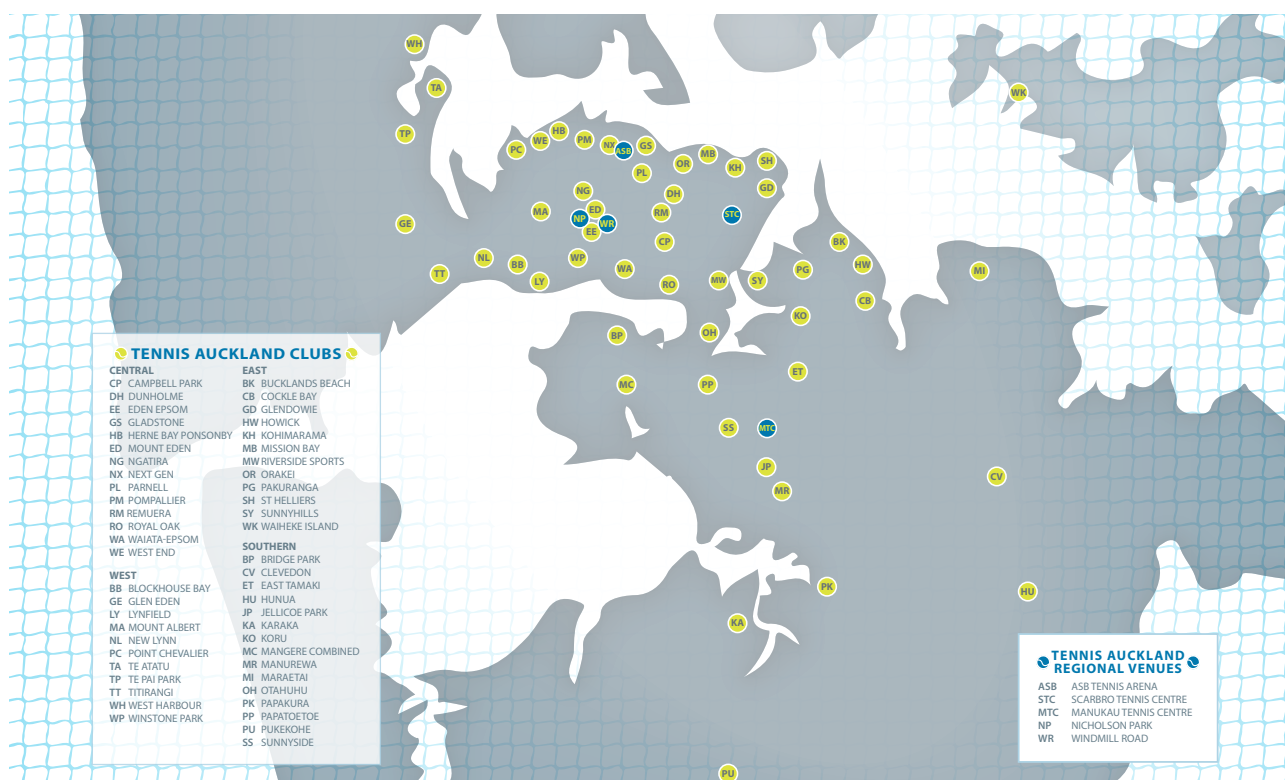 WH
TA
WK
TP
HB
WE
PM
NX
ASB
GS
PC
MB
SH
OR
KH
PL
GD
NG
DH
MA
ED
RM
NP
WR
STC
GE
EE
CP
BK
NL
BB
WP
WA
HW
PG
MI
TT
LY
RO
MW
SY
CB
KO
BP
OH
ET
MC
PP
SS
MTC
JP
CV
MR
PK
HU
KA
PU
TENNIS AUCKLAND CLUBS
CENTRAL
CP CAMPBELL PARK
DH DUNHOLME
EE EDEN EPSOM
GS GLADSTONE
HB HERNE BAY PONSONBY
ED MOUNT EDEN
NG NGATIRA
NX NEXT GEN
PL PARNELL
PM POMPALLIER
RM REMUERA
RO ROYAL OAK
WA WAIATA-EPSOM
WE WEST END
WEST
BB BLOCKHOUSE BAY
GE GLEN EDEN
LY LYNFIELD
MA MOUNT ALBERT
NL NEW LYNN
PC POINT CHEVALIER
TA TE ATATU
TP TE PAI PARK
TT TITIRANGI
WH WEST HARBOUR
WP WINSTONE PARK
EAST
BK BUCKLANDS BEACH
CB COCKLE BAY
GD GLENDOWIE
HW HOWICK
KH KOHIMARAMA
MB MISSION BAY
MW RIVERSIDE SPORTS
OR ORAKEI
PG PAKURANGA
SH ST HELLIERS
SY SUNNYHILLS
WK WAIHEKE ISLAND
SOUTHERN
BP BRIDGE PARK
CV CLEVEDON
ET EAST TAMAKI
HU HUNUA
JP JELLICOE PARK
KA KARAKA
KO KORU
MC MANGERE COMBINED
MR MANUREWA
MI MARAETAI
OH OTAHUHU
PK PAPAKURA
PP PAPATOETOE
PU PUKEKOHE
SS SUNNYSIDE
TENNIS AUCKLAND
REGIONAL VENUES
ASB ASB TENNIS ARENA
STC SCARBRO TENNIS CENTRE
MTC MANUKAU TENNIS CENTRE
NP NICHOLSON PARK
WR WINDMILL ROAD